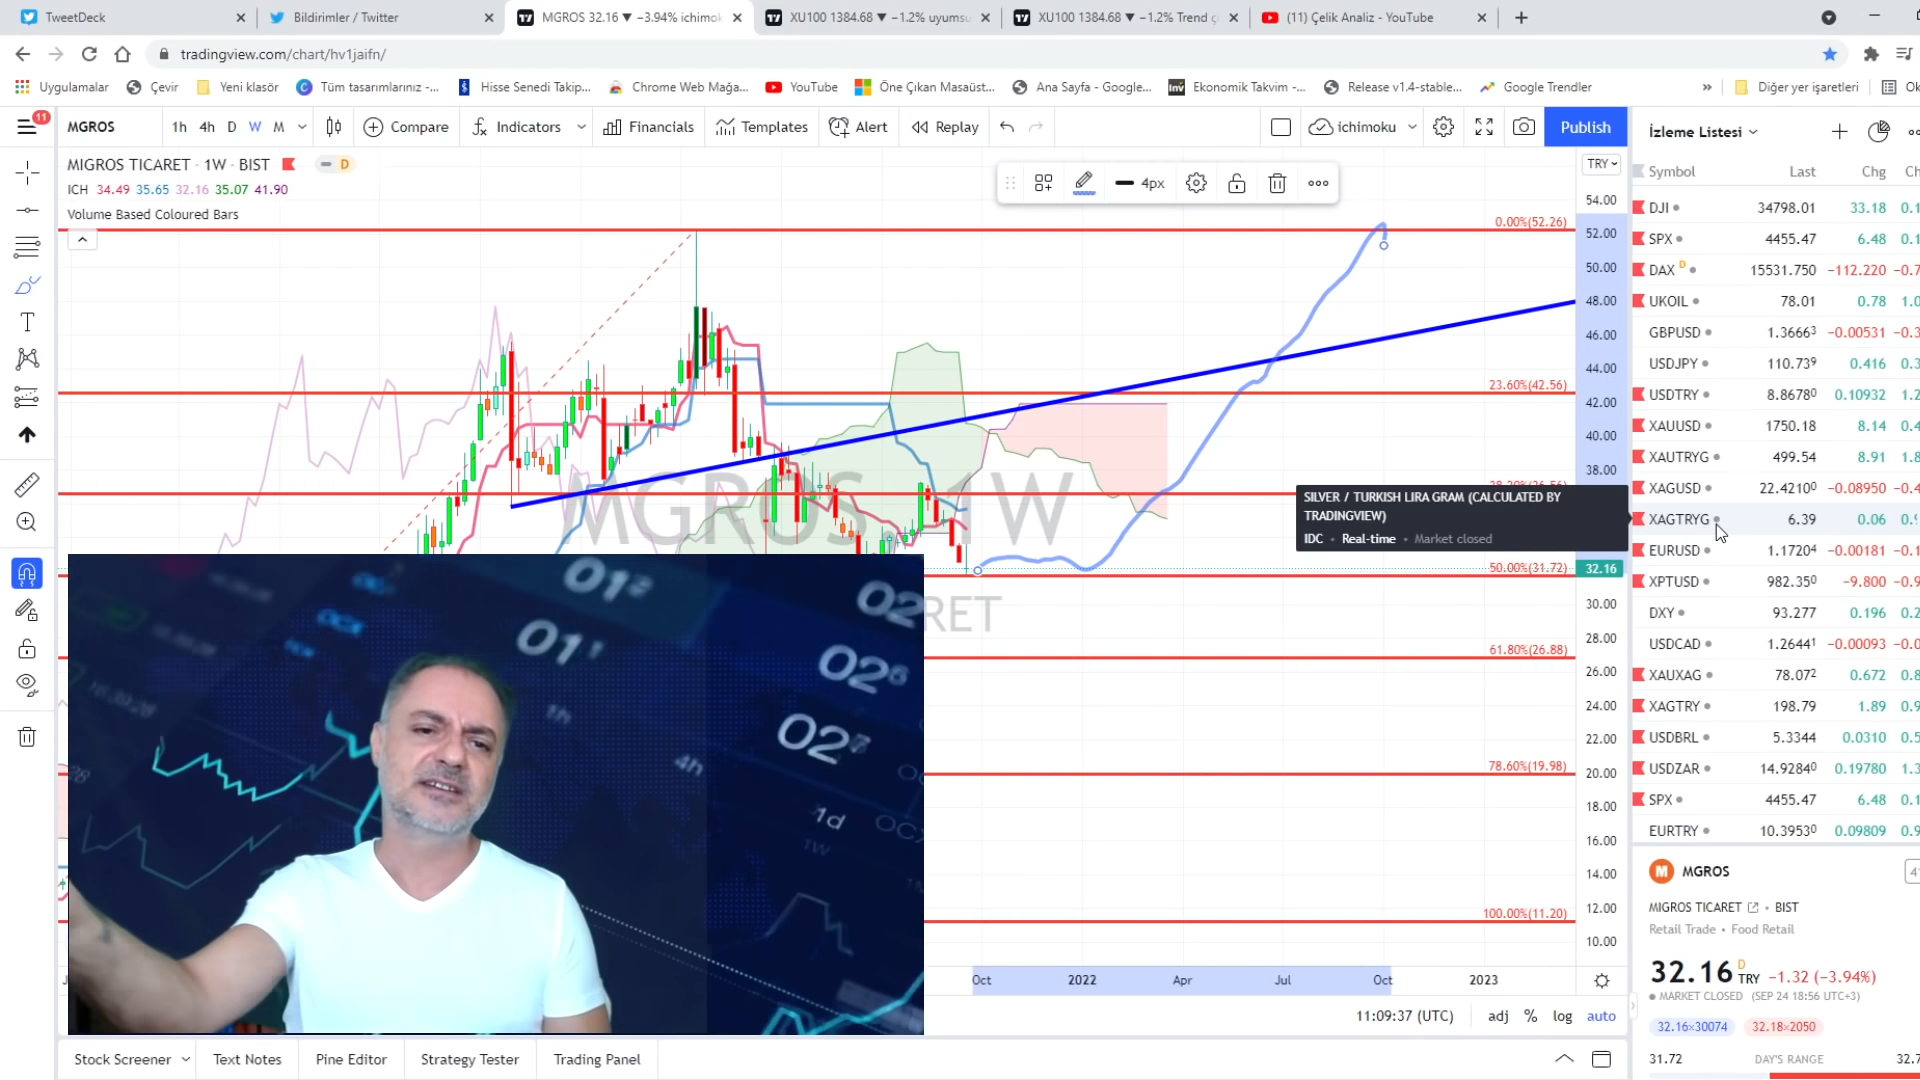 TweetDeck
Bildirimler / Twitter
MGROS 32.16 ▼ −3.94% ichimok
XU100 1384.68 ▼ −1.2% uyumsu
XU100 1384.68 ▼ −1.2% Trend ç
(11) Çelik Analiz - YouTube
tradingview.com/chart/hv1jaifn/
Uygulamalar
Çevir
Yeni klasör
Tüm tasarımlarınız -...
Hisse Senedi Takip...
Chrome Web Mağa...
YouTube
Öne Çıkan Masaüst...
Ana Sayfa - Google...
Ekonomik Takvim -...
Release v1.4-stable...
Google Trendler
»
Diğer yer işaretleri
11
MGROS
1h 4h D W M
Compare
Indicators
Financials
Templates
Alert
Replay
ichimoku
Publish
İzleme Listesi
MIGROS TICARET · 1W · BIST
D
ICH 34.49 35.65 32.16 35.07 41.90
Volume Based Coloured Bars
4px
TRY
54.00
52.00
50.00
48.00
46.00
44.00
42.00
40.00
38.00
32.16
30.00
28.00
26.00
24.00
22.00
20.00
18.00
16.00
14.00
12.00
10.00
0.00%(52.26)
23.60%(42.56)
50.00%(31.72)
61.80%(26.88)
78.60%(19.98)
100.00%(11.20)
MGROS, 1W
RET
SILVER / TURKISH LIRA GRAM (CALCULATED BY
TRADINGVIEW)
IDC • Real-time • Market closed
Symbol Last Chg
DJI 34798.01 33.18
SPX 4455.47 6.48
DAX D 15531.750 −112.220
UKOIL 78.01 0.78
GBPUSD 1.36663 −0.00531
USDJPY 110.739 0.416
USDTRY 8.86780 0.10932
XAUUSD 1750.18 8.14
XAUTRYG 499.54 8.91
XAGUSD 22.4210 −0.08950
XAGTRYG 6.39 0.06
EURUSD 1.17204 −0.00181
XPTUSD 982.350 −9.800
DXY 93.277 0.196
USDCAD 1.26441 −0.00093
XAUXAG 78.072 0.672
XAGTRY 198.79 1.89
USDBRL 5.3344 0.0310
USDZAR 14.92840 0.19780
SPX 4455.47 6.48
EURTRY 10.39530 0.09809
M MGROS
MIGROS TICARET • BIST
Retail Trade • Food Retail
32.16 D TRY −1.32 (−3.94%)
MARKET CLOSED (SEP 24 18:56 UTC+3)
32.16×30074 32.18×2050
31.72 DAY'S RANGE
Oct 2022 Apr Jul Oct 2023
11:09:37 (UTC)
adj % log auto
Stock Screener
Text Notes
Pine Editor
Strategy Tester
Trading Panel
1h
4h
1d
1W